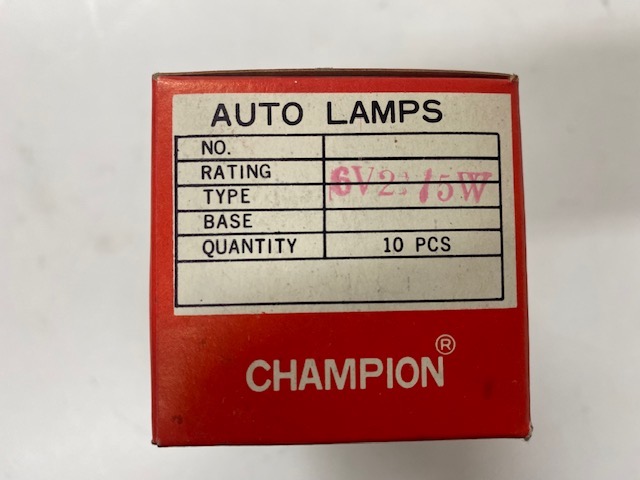 AUTO LAMPS
NO.
RATING
TYPE
BASE
QUANTITY 10 PCS
CHAMPION ®